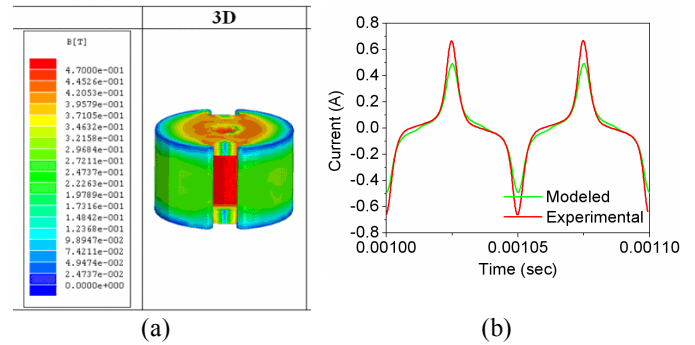 3D
B[T]
4.7000e-001
4.4526e-001
4.2053e-001
3.9579e-001
3.7105e-001
3.4632e-001
3.2158e-001
2.9684e-001
2.7211e-001
2.4737e-001
2.2263e-001
1.9789e-001
1.7316e-001
1.4842e-001
1.2368e-001
9.8947e-002
7.4211e-002
4.9474e-002
2.4737e-002
0.0000e+000
(a)
Current (A)
0.8
0.6
0.4
0.2
0.0
-0.2
-0.4
-0.6
-0.8
Modeled
Experimental
0.00100 0.00105 0.00110
Time (sec)
(b)